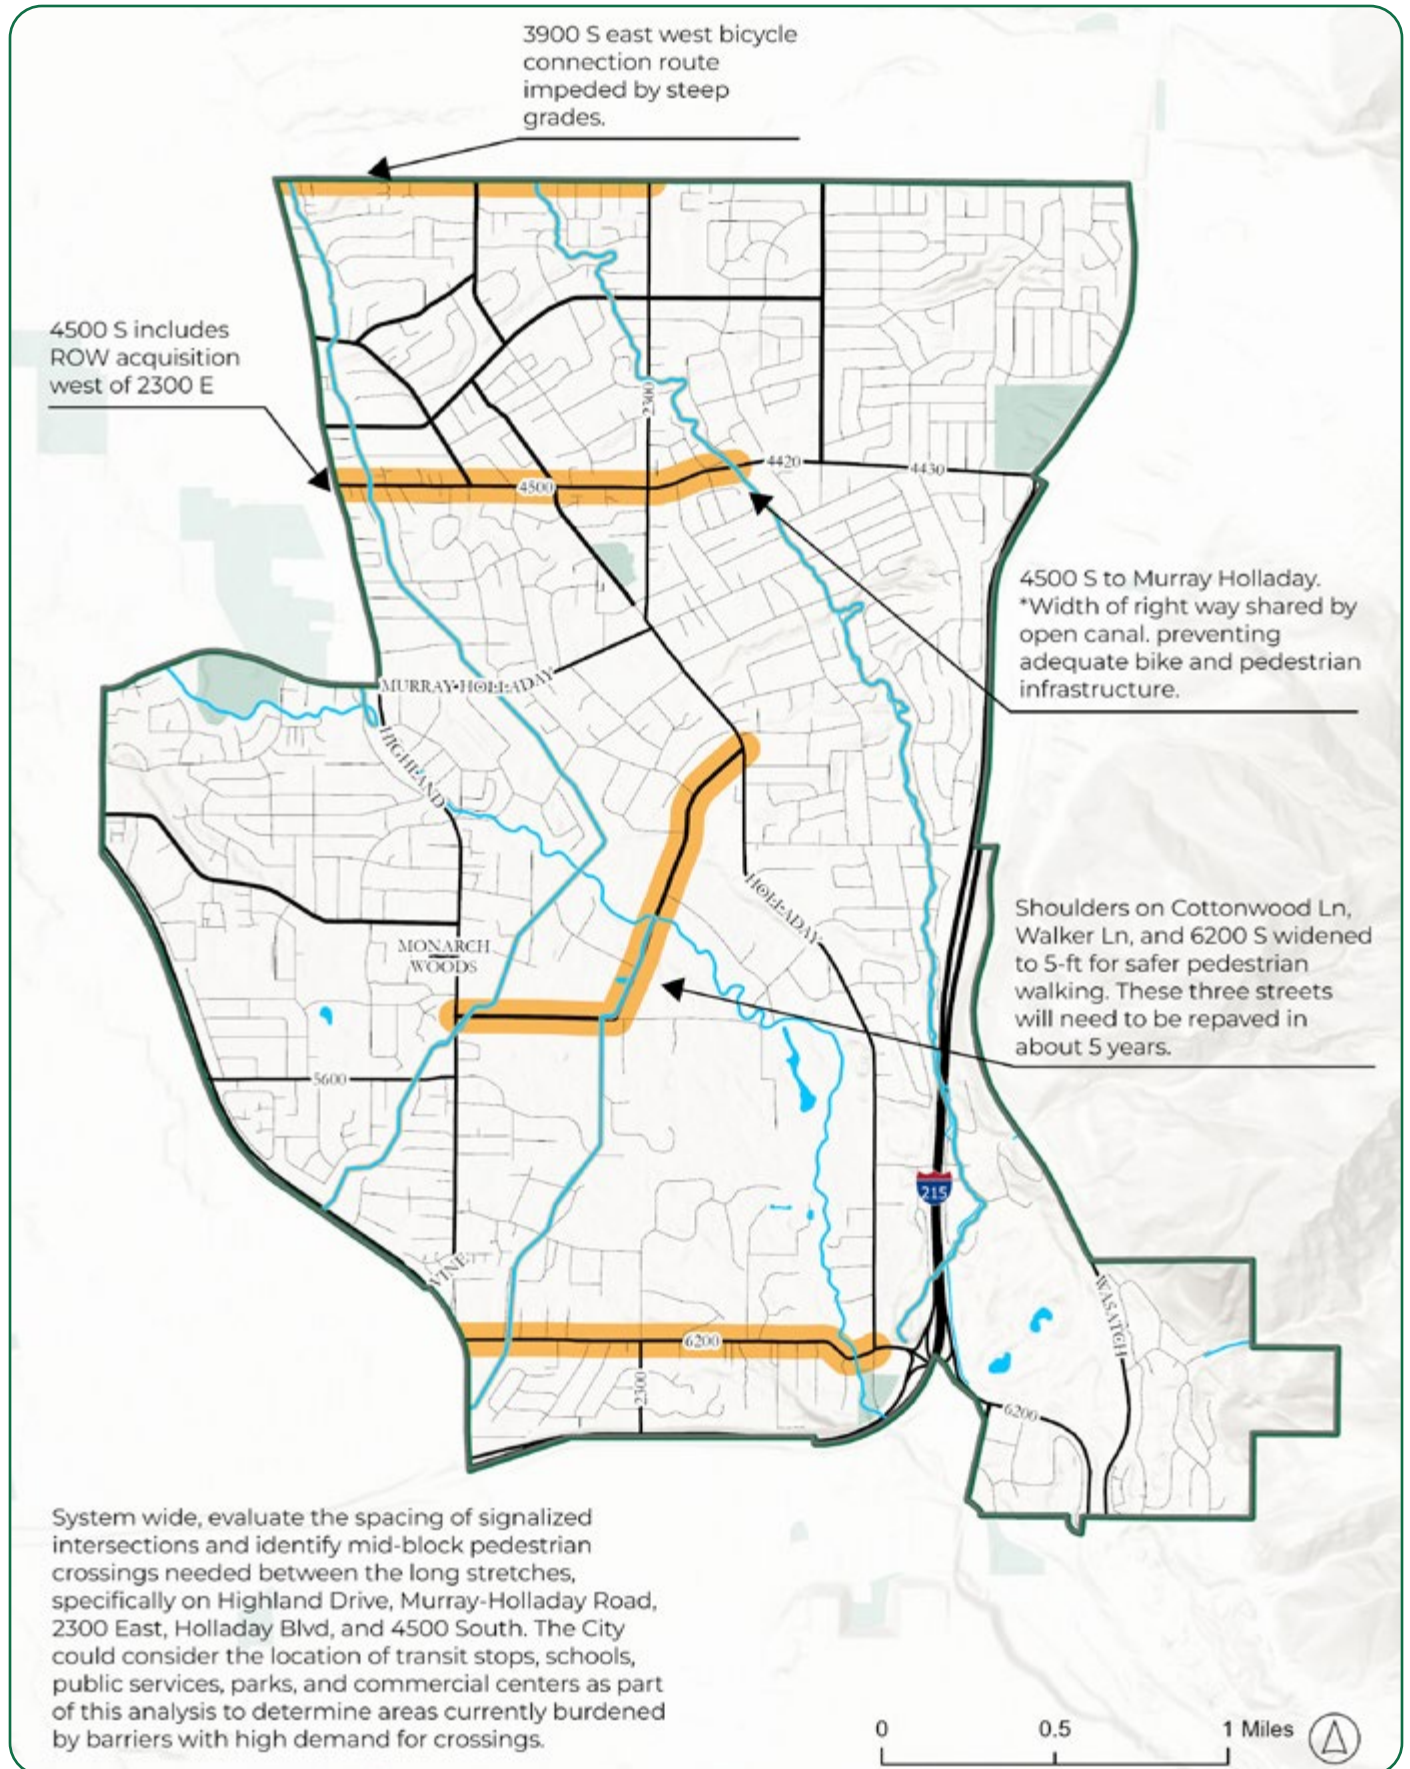 3900 S east west bicycle
connection route
impeded by steep
grades.
4500 S includes
ROW acquisition
west of 2300 E
2300
4420
4430
4500
4500 S to Murray Holladay.
*Width of right way shared by
open canal. preventing
adequate bike and pedestrian
infrastructure.
MURRAY-HOLLADAY
HIGHLAND
HOLLADAY
MONARCH
WOODS
Shoulders on Cottonwood Ln,
Walker Ln, and 6200 S widened
to 5-ft for safer pedestrian
walking. These three streets
will need to be repaved in
about 5 years.
5600
215
VINE
WASATCH
6200
2300
6200
System wide, evaluate the spacing of signalized
intersections and identify mid-block pedestrian
crossings needed between the long stretches,
specifically on Highland Drive, Murray-Holladay Road,
2300 East, Holladay Blvd, and 4500 South. The City
could consider the location of transit stops, schools,
public services, parks, and commercial centers as part
of this analysis to determine areas currently burdened
by barriers with high demand for crossings.
0 0.5 1 Miles